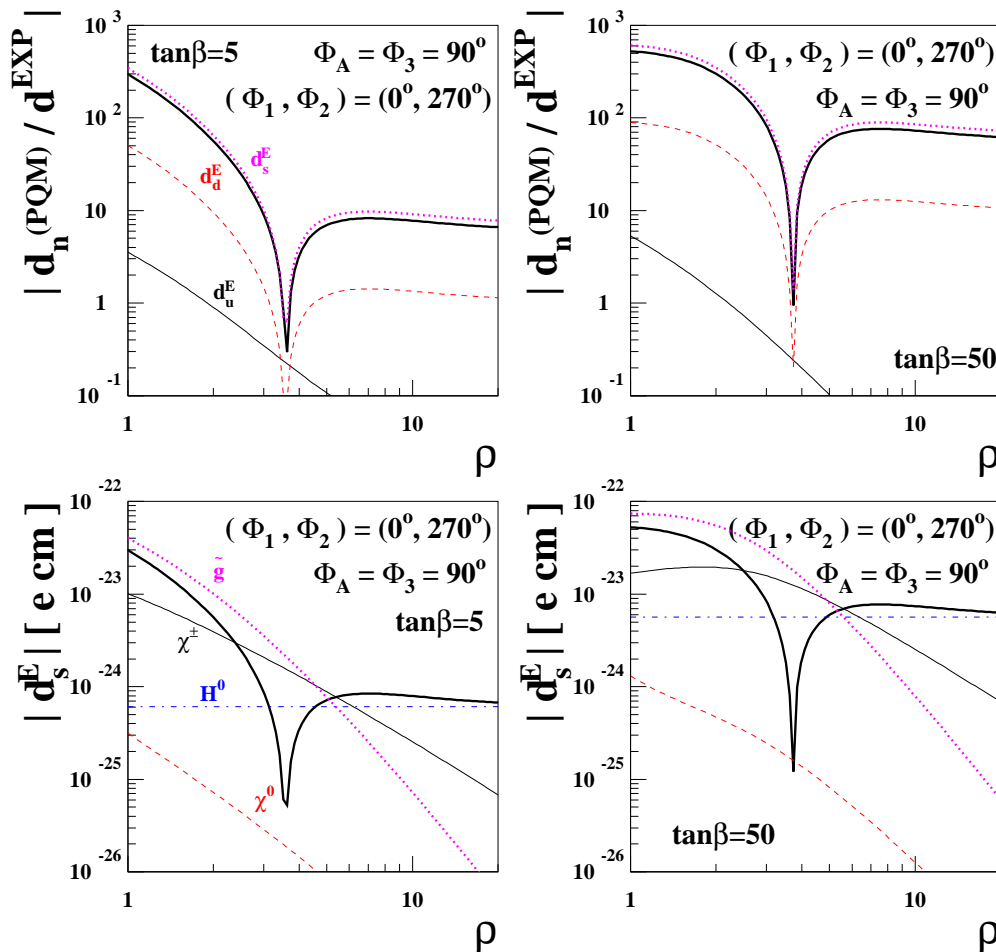 | d_n (PQM) / d^EXP |
10^3
10^2
10
1
10^-1
tanβ=5
Φ_A = Φ_3 = 90^o
( Φ_1 , Φ_2 ) = (0^o, 270^o)
d_s^E
d_d^E
d_u^E
1
10
ρ
| d_n (PQM) / d^EXP |
10^3
10^2
10
1
10^-1
( Φ_1 , Φ_2 ) = (0^o, 270^o)
Φ_A = Φ_3 = 90^o
tanβ=50
1
10
ρ
| d_s^E | [ e cm ]
10^-22
10^-23
10^-24
10^-25
10^-26
( Φ_1 , Φ_2 ) = (0^o, 270^o)
g̃
Φ_A = Φ_3 = 90^o
tanβ=5
χ^±
H^0
χ^0
1
10
ρ
| d_s^E | [ e cm ]
10^-22
10^-23
10^-24
10^-25
10^-26
( Φ_1 , Φ_2 ) = (0^o, 270^o)
Φ_A = Φ_3 = 90^o
tanβ=50
1
10
ρ